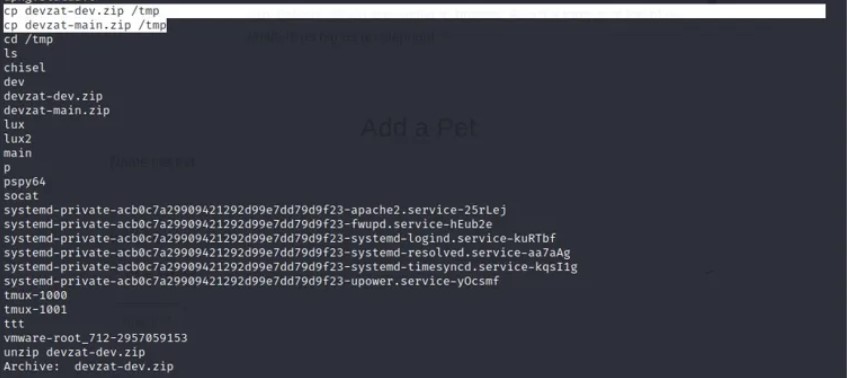 cp devzat-dev.zip /tmp
cp devzat-main.zip /tmp
cd /tmp
ls
chisel
dev
devzat-dev.zip
devzat-main.zip
lux
lux2
Add a Pet
main
p
pspy64
socat
systemd-private-acb0c7a29909421292d99e7dd79d9f23-apache2.service-25rLej
systemd-private-acb0c7a29909421292d99e7dd79d9f23-fwupd.service-hEub2e
systemd-private-acb0c7a29909421292d99e7dd79d9f23-systemd-logind.service-kuRTbf
systemd-private-acb0c7a29909421292d99e7dd79d9f23-systemd-resolved.service-aa7aAg
systemd-private-acb0c7a29909421292d99e7dd79d9f23-systemd-timesyncd.service-kqsI1g
systemd-private-acb0c7a29909421292d99e7dd79d9f23-upower.service-yOcsmf
tmux-1000
tmux-1001
ttt
vmware-root_712-2957059153
unzip devzat-dev.zip
Archive:  devzat-dev.zip